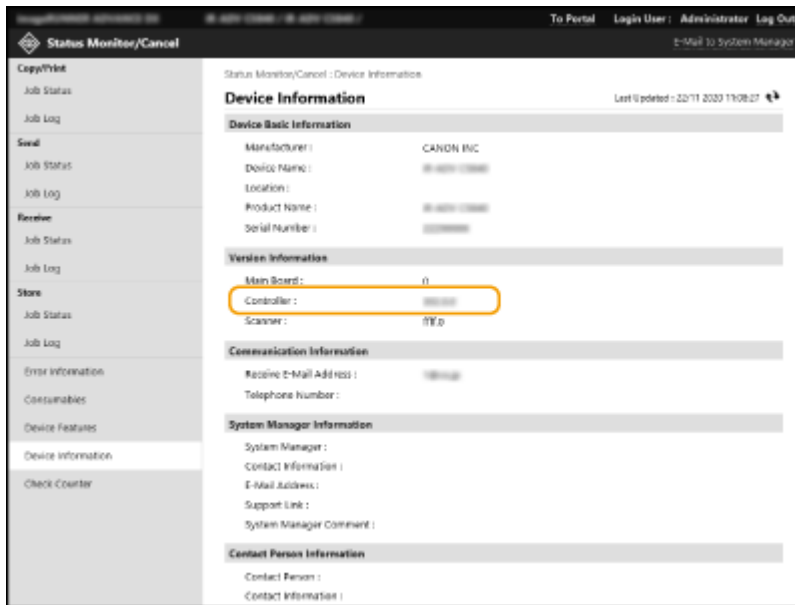 To Portal Login User : Administrator Log Out
Status Monitor/Cancel
E-Mail to System Manager
Copy/Print
Job Status
Job Log
Send
Job Status
Job Log
Receive
Job Status
Job Log
Store
Job Status
Job Log
Error Information
Consumables
Device Features
Device Information
Check Counter
Status Monitor/Cancel : Device Information
Device Information
Last Updated : 22/11 2020 11:08:27
Device Basic Information
Manufacturer : CANON INC
Device Name :
Location :
Product Name :
Serial Number :
Version Information
Main Board :
Controller :
Scanner :
Communication Information
Receive E-Mail Address :
Telephone Number :
System Manager Information
System Manager :
Contact Information :
E-Mail Address :
Support Link :
System Manager Comment :
Contact Person Information
Contact Person :
Contact Information :